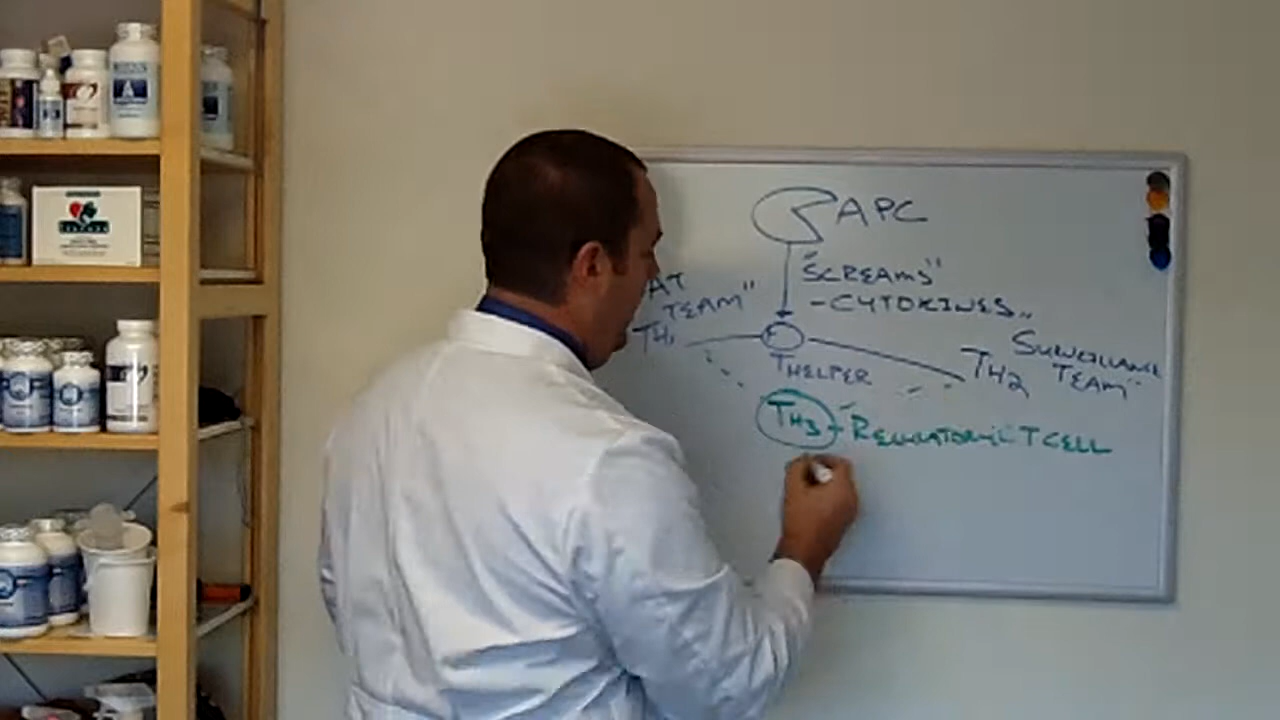 APC
"SCREAMS"
-CYTOKINES
AT
TEAM"
TH1
THELPER
TH2
SURVEILLANCE
TEAM"
TH3 - REGULATORY T CELL